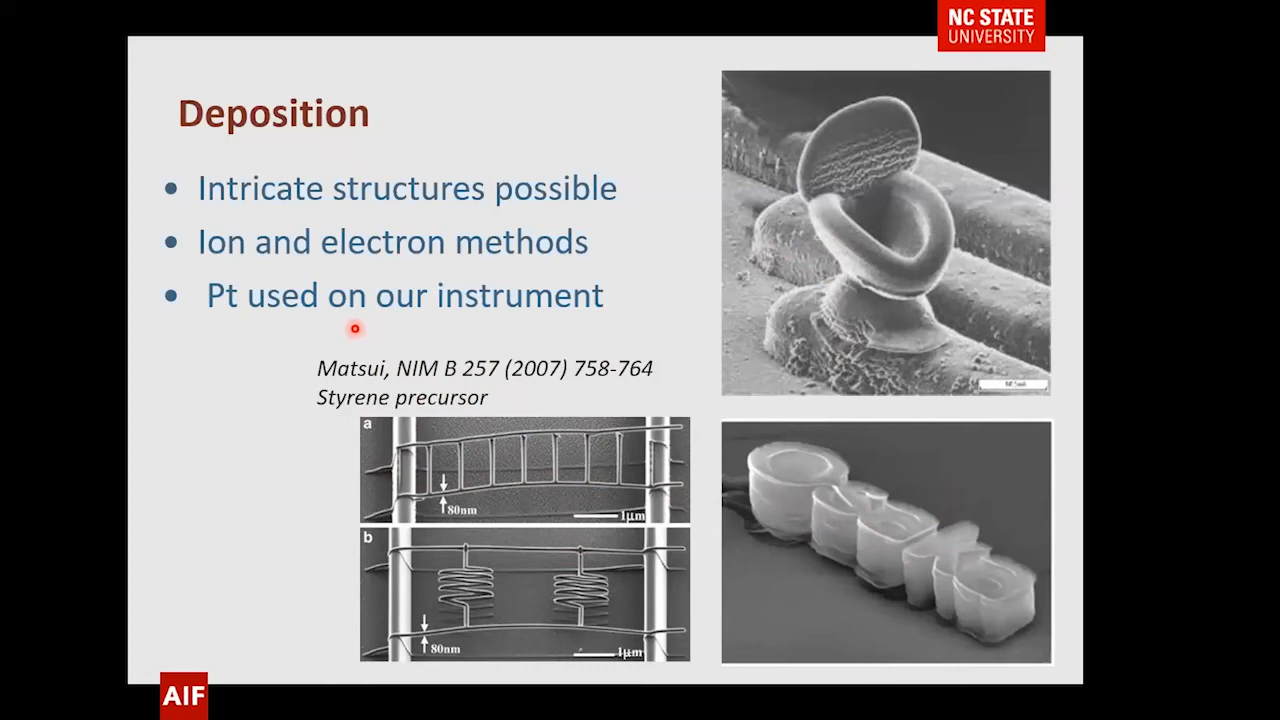 NC STATE
UNIVERSITY
Deposition
• Intricate structures possible
• Ion and electron methods
• Pt used on our instrument
Matsui, NIM B 257 (2007) 758-764
Styrene precursor
a
80nm
1µm
b
80nm
1µm
AIF